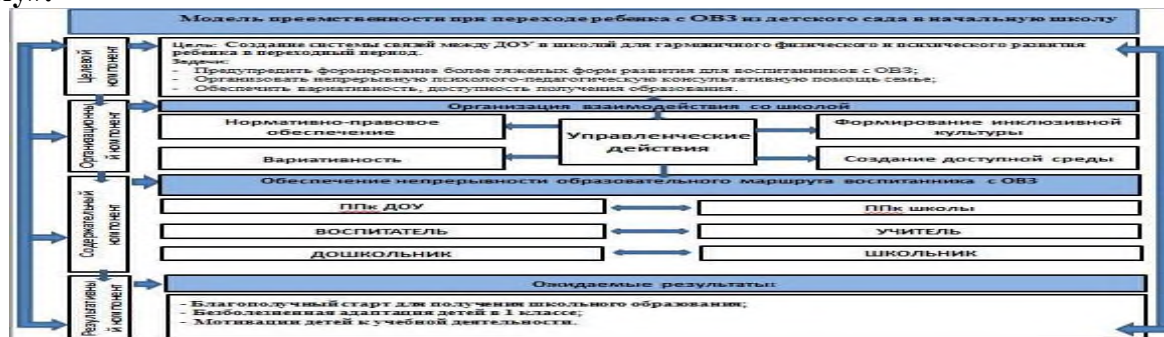 Модель преемственности при переходе ребенка с ОВЗ из детского сада в начальную школу
Целевой
компонент
Цель: Создание системы связей между ДОУ и школой для гармоничного физического и психического развития
ребенка в переходный период.
Задачи:
- Предупредить формирование более тяжелых форм развития для воспитанников с ОВЗ;
- Организовать непрерывную психолого-педагогическую консультативную помощь семье;
- Обеспечить вариативность, доступность получения образования.
Организационны
й компонент
Организация взаимодействия со школой
Нормативно-правовое
обеспечение
Управленческие
действия
Формирование инклюзивной
культуры
Вариативность
Создание доступной среды
Содержательный
компонент
Обеспечение непрерывности образовательного маршрута воспитанника с ОВЗ
ППк ДОУ
ППк школы
ВОСПИТАТЕЛЬ
УЧИТЕЛЬ
ДОШКОЛЬНИК
ШКОЛЬНИК
Результативны
й компонент
Ожидаемые результаты:
- Благополучный старт для получения школьного образования;
- Безболезненная адаптация детей в 1 классе;
- Мотивации детей к учебной деятельности.